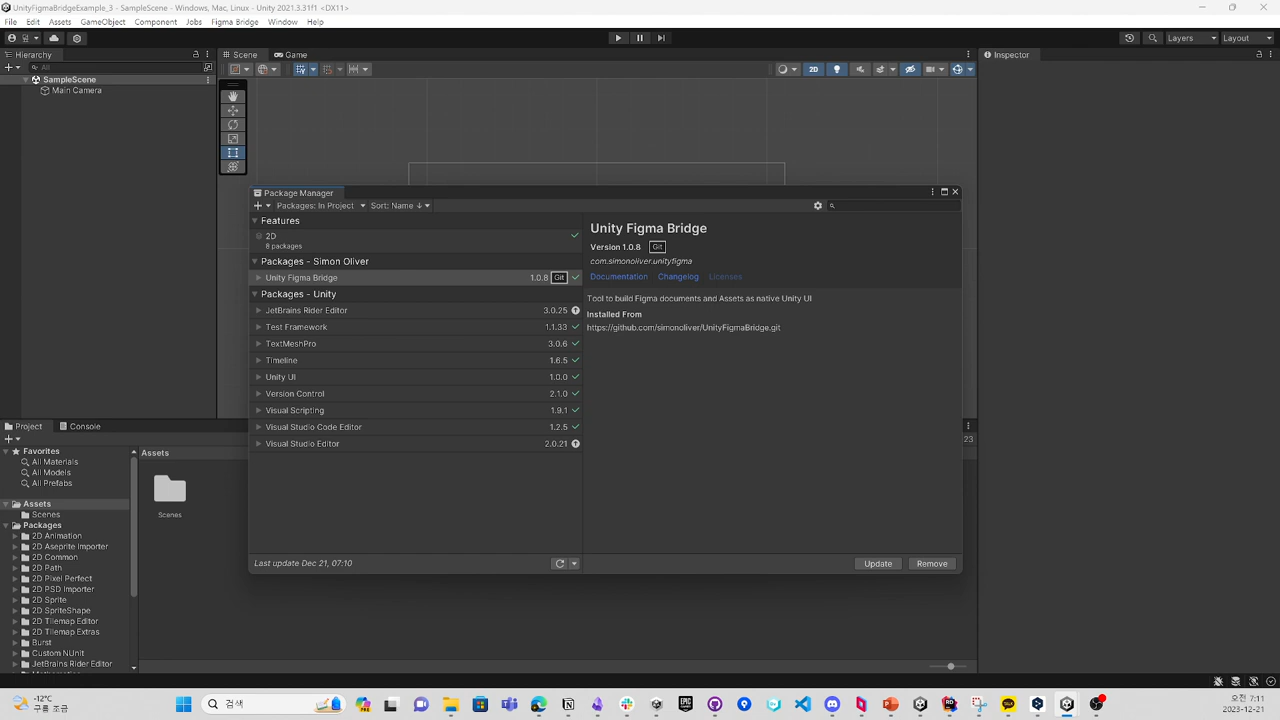 UnityFigmaBridgeExample_3 - SampleScene - Windows, Mac, Linux - Unity 2021.3.31f1 <DX11>
File Edit Assets GameObject Component Jobs Figma Bridge Window Help
Layers Layout
Hierarchy
Scene Game
Inspector
All
SampleScene
Main Camera
2D
Package Manager
Packages: In Project Sort: Name ↓
Features
2D
8 packages
Packages - Simon Oliver
Unity Figma Bridge 1.0.8 Git
Packages - Unity
JetBrains Rider Editor 3.0.25
Test Framework 1.1.33
TextMeshPro 3.0.6
Timeline 1.6.5
Unity UI 1.0.0
Version Control 2.1.0
Visual Scripting 1.9.1
Visual Studio Code Editor 1.2.5
Visual Studio Editor 2.0.21
Last update Dec 21, 07:10
Unity Figma Bridge
Version 1.0.8 Git
com.simonoliver.unityfigma
Documentation Changelog Licenses
Tool to build Figma documents and Assets as native Unity UI
Installed From
https://github.com/simonoliver/UnityFigmaBridge.git
Update Remove
Project Console
23
Favorites
All Materials
All Models
All Prefabs
Assets
Scenes
Packages
2D Animation
2D Aseprite Importer
2D Common
2D Path
2D Pixel Perfect
2D PSD Importer
2D Sprite
2D SpriteShape
2D Tilemap Editor
2D Tilemap Extras
Burst
Custom NUnit
JetBrains Rider Editor
Assets
Scenes
-12°C
구름 조금
검색
오전 7:11
2023-12-21